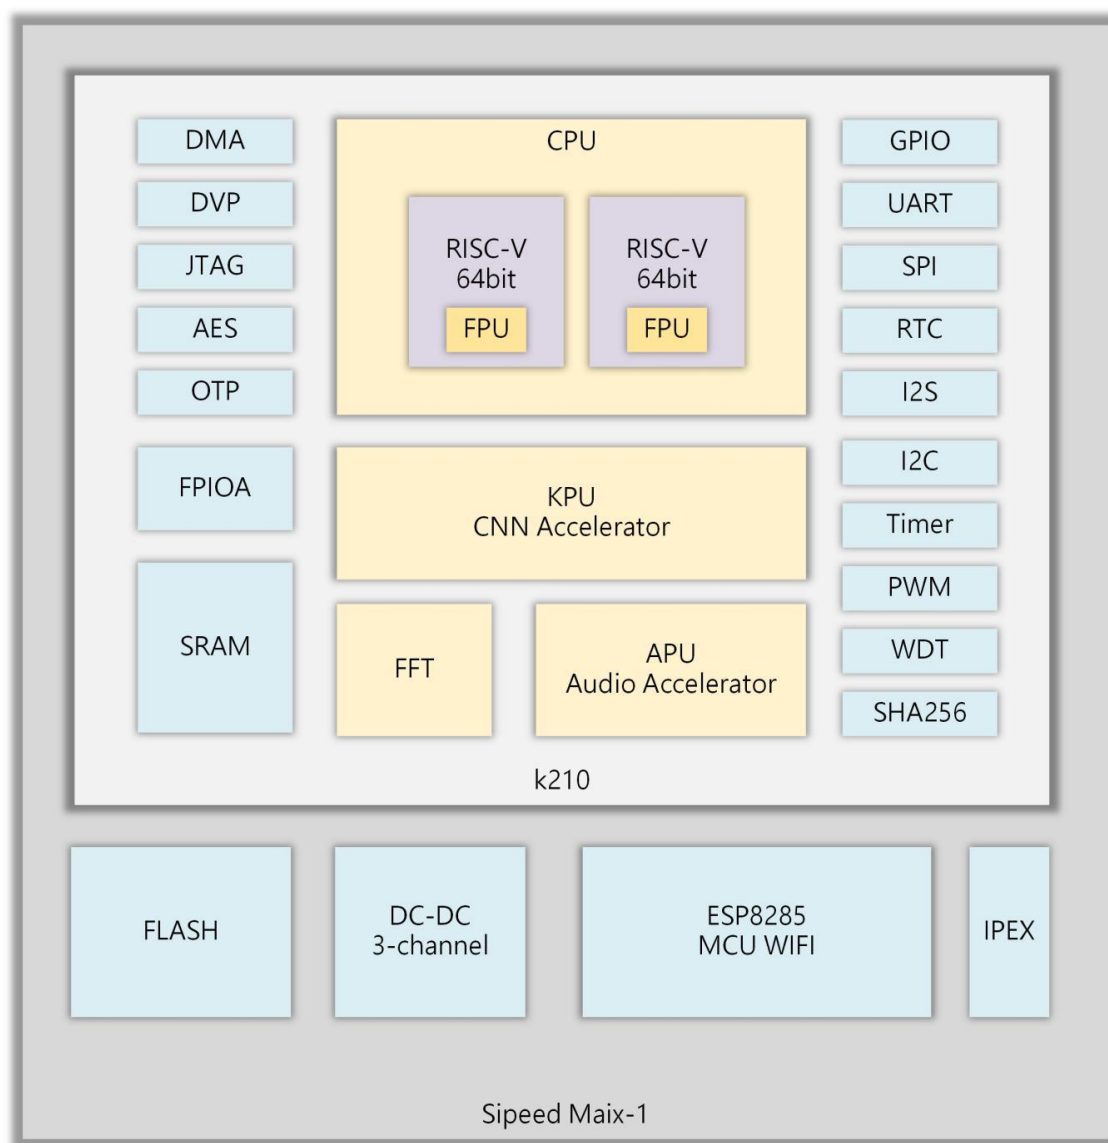 DMA
DVP
JTAG
AES
OTP
FPIOA
SRAM
CPU
RISC-V
64bit
FPU
RISC-V
64bit
FPU
KPU
CNN Accelerator
FFT
APU
Audio Accelerator
GPIO
UART
SPI
RTC
I2S
I2C
Timer
PWM
WDT
SHA256
k210
FLASH
DC-DC
3-channel
ESP8285
MCU WIFI
IPEX
Sipeed Maix-1